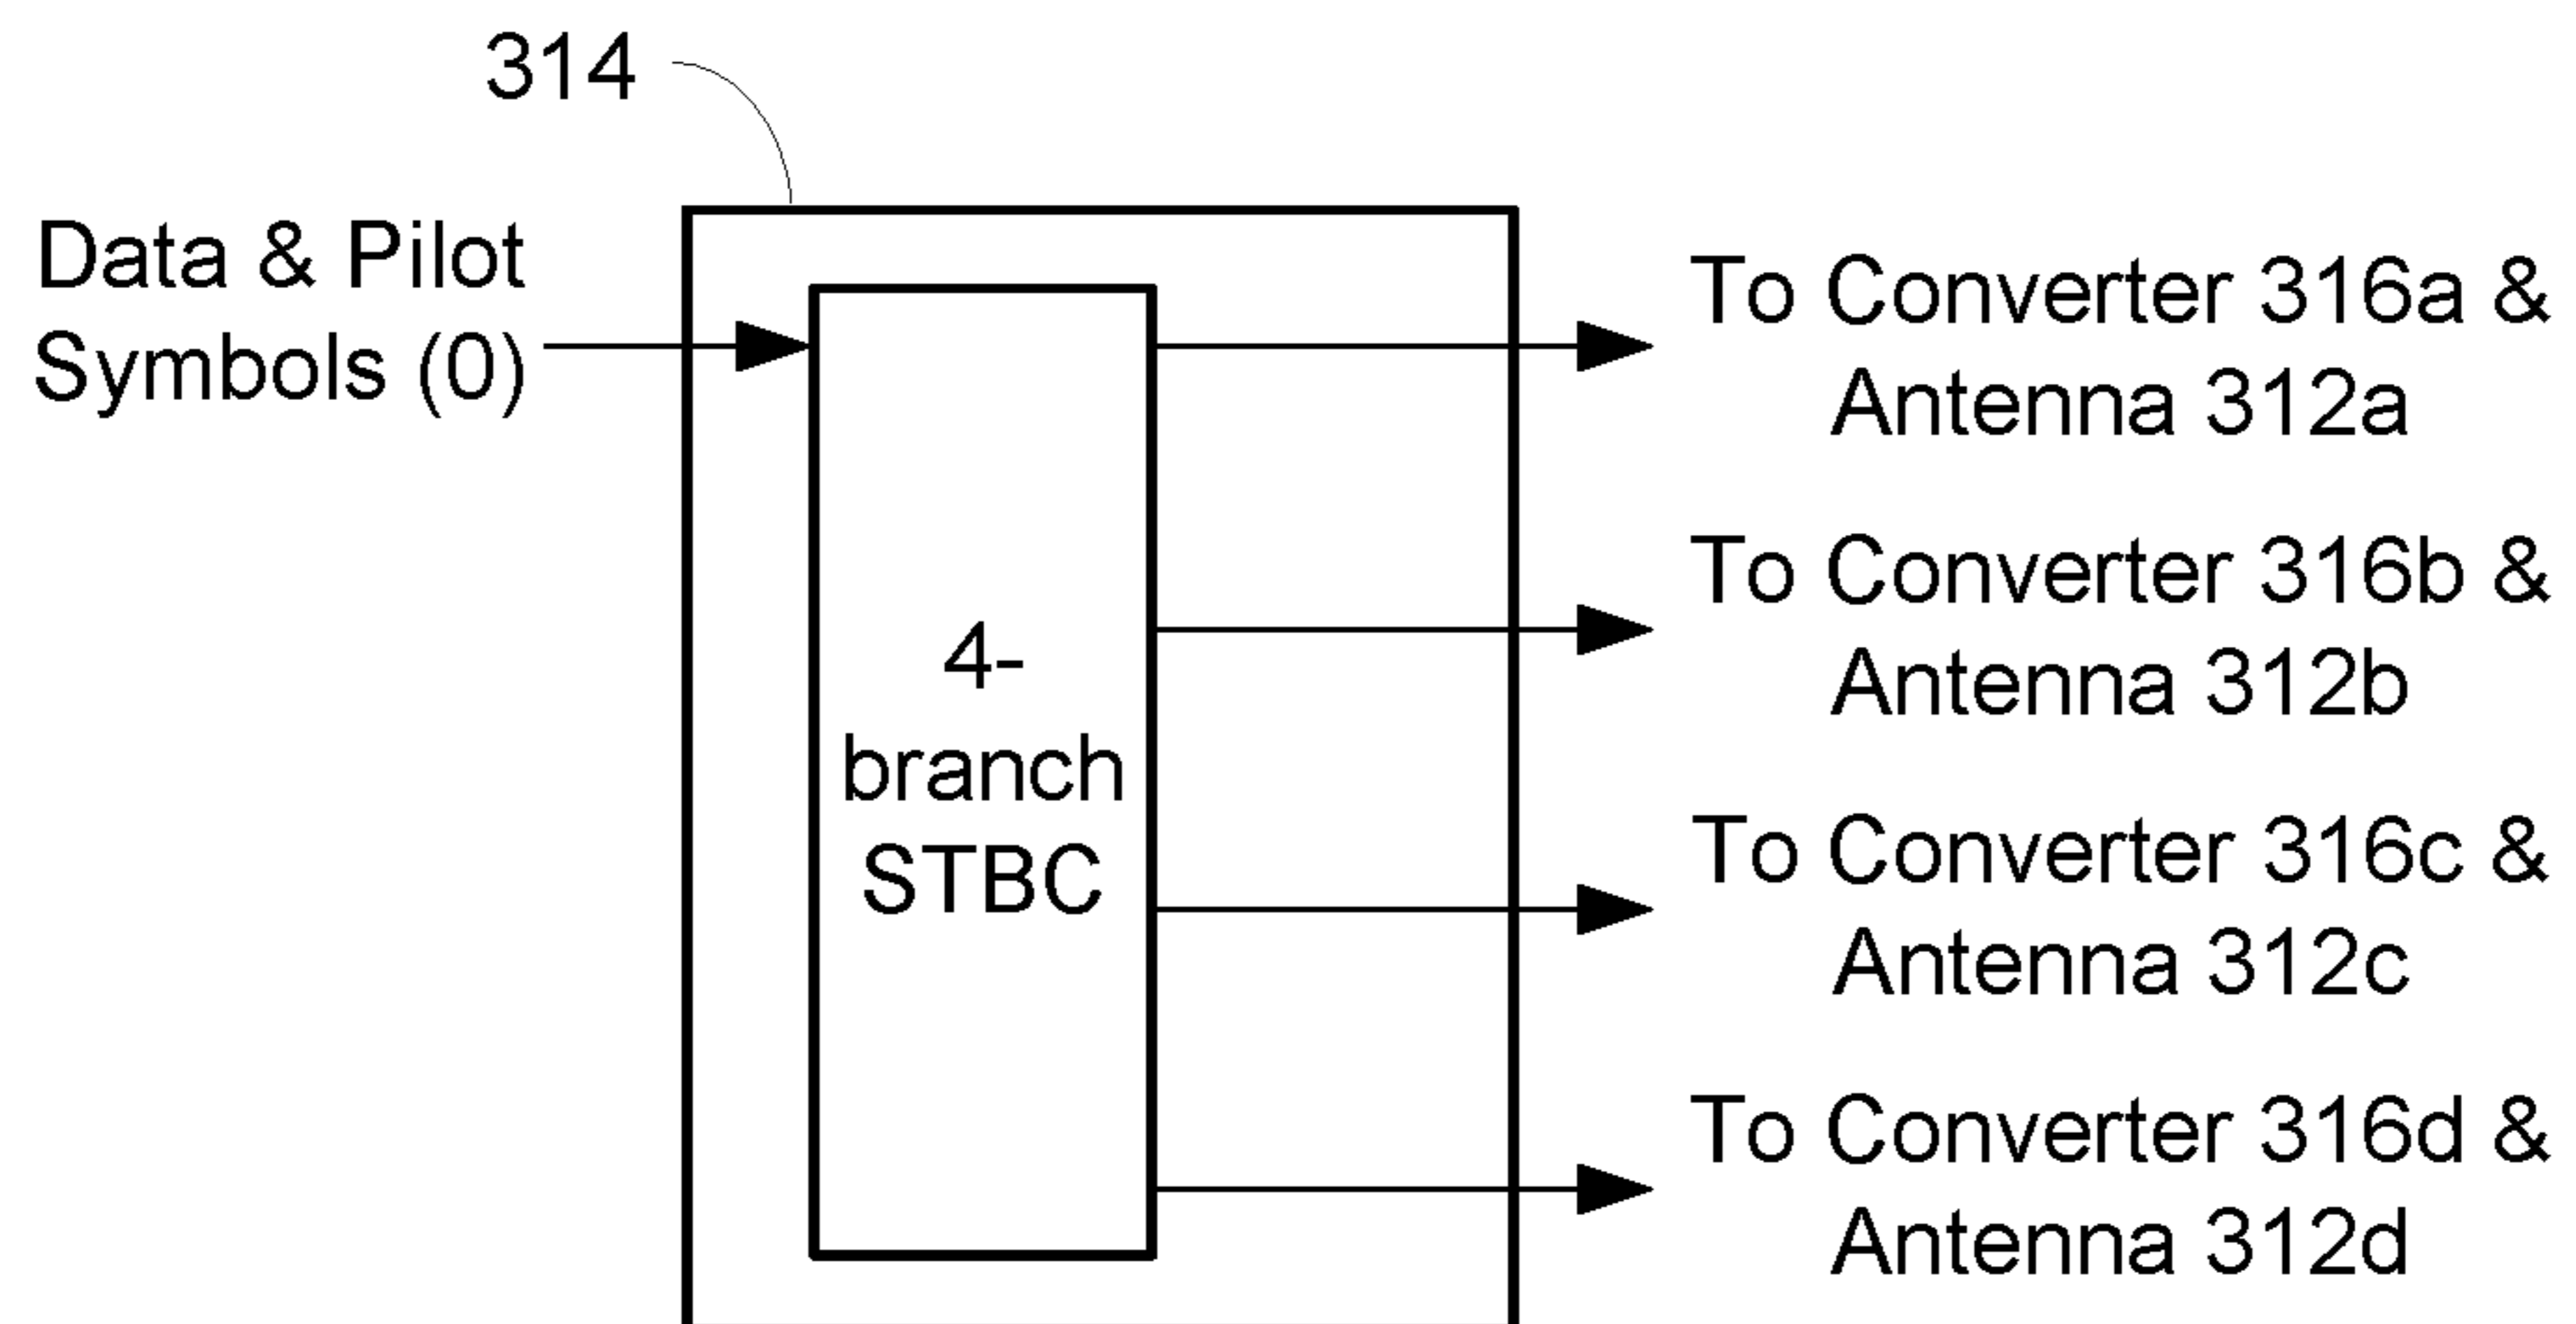 314
Data & Pilot
Symbols (0)
4-
branch
STBC
To Converter 316a &
Antenna 312a
To Converter 316b &
Antenna 312b
To Converter 316c &
Antenna 312c
To Converter 316d &
Antenna 312d